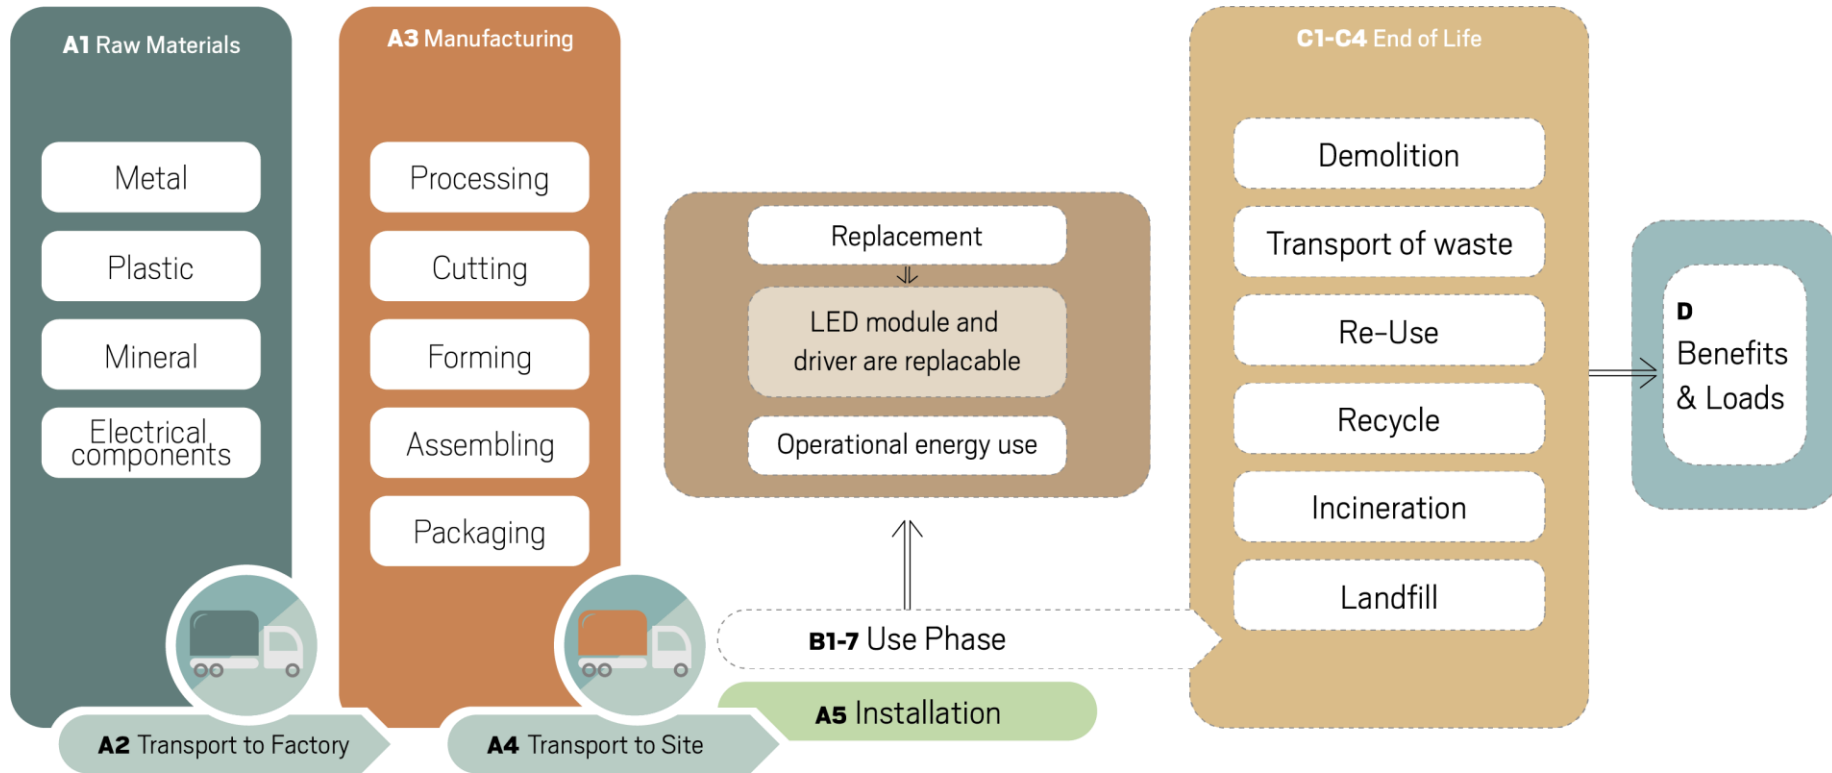 A1 Raw Materials
Metal
Plastic
Mineral
Electrical
components
A2 Transport to Factory
A3 Manufacturing
Processing
Cutting
Forming
Assembling
Packaging
A4 Transport to Site
A5 Installation
B1-7 Use Phase
Replacement
LED module and
driver are replacable
Operational energy use
C1-C4 End of Life
Demolition
Transport of waste
Re-Use
Recycle
Incineration
Landfill
D
Benefits
& Loads